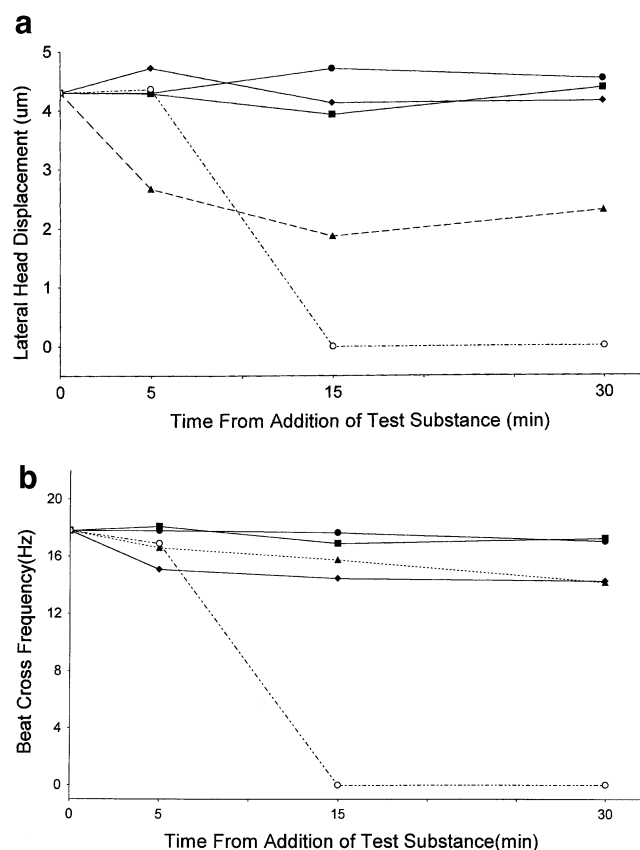 a
5
4
3
2
1
0
Lateral Head Displacement (um)
0 5 15 30
Time From Addition of Test Substance (min)
b
20
16
12
8
4
0
Beat Cross Frequency(Hz)
0 5 15 30
Time From Addition of Test Substance(min)